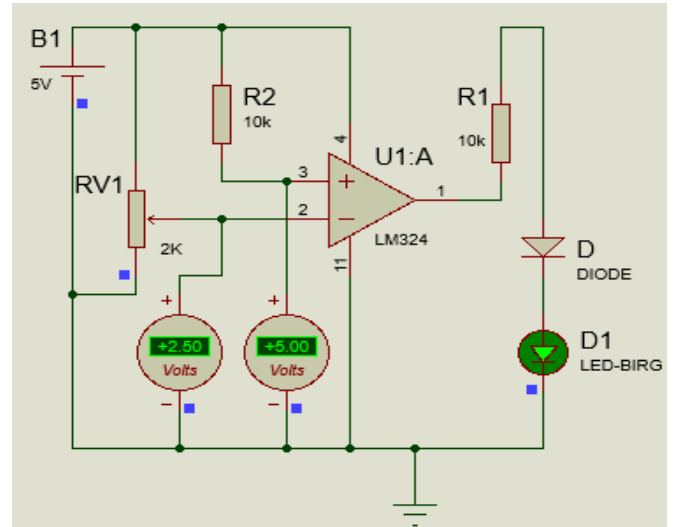 B1
5V
R2
10k
R1
10k
4
U1:A
3
+
2
−
1
LM324
11
RV1
2K
D
DIODE
+
+2.50
Volts
−
+
+5.00
Volts
−
D1
LED-BIRG